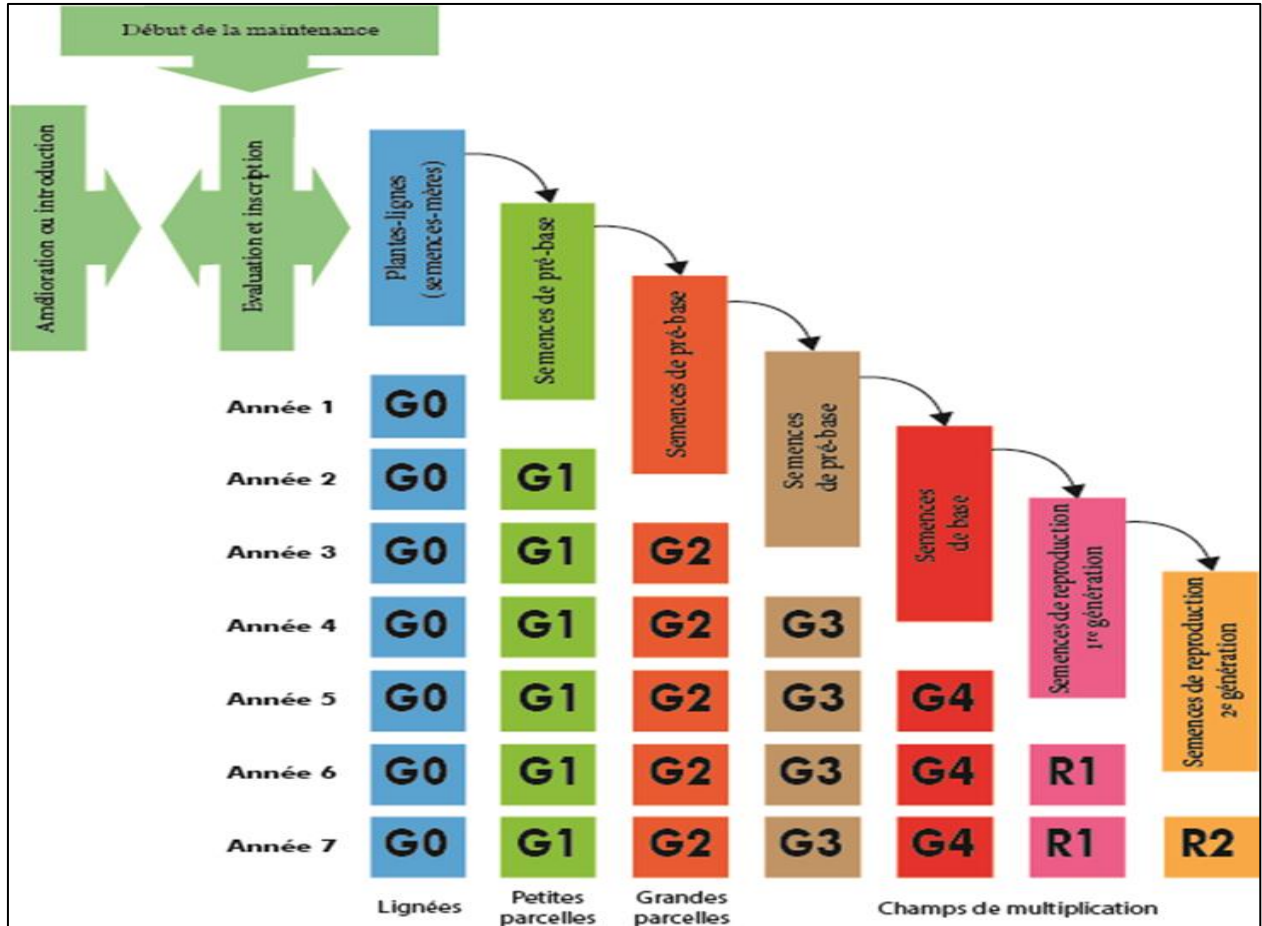 Début de la maintenance
Amélioration ou introduction
Evaluation et inscription
Plantes-lignes
(semences-mères)
Semences de pré-base
Semences de pré-base
Semences
de pré-base
Semences
de base
Semences de reproduction
1re génération
Semences de reproduction
2e génération
Année 1 G0
Année 2 G0 G1
Année 3 G0 G1 G2
Année 4 G0 G1 G2 G3
Année 5 G0 G1 G2 G3 G4
Année 6 G0 G1 G2 G3 G4 R1
Année 7 G0 G1 G2 G3 G4 R1 R2
Lignées
Petites
parcelles
Grandes
parcelles
Champs de multiplication